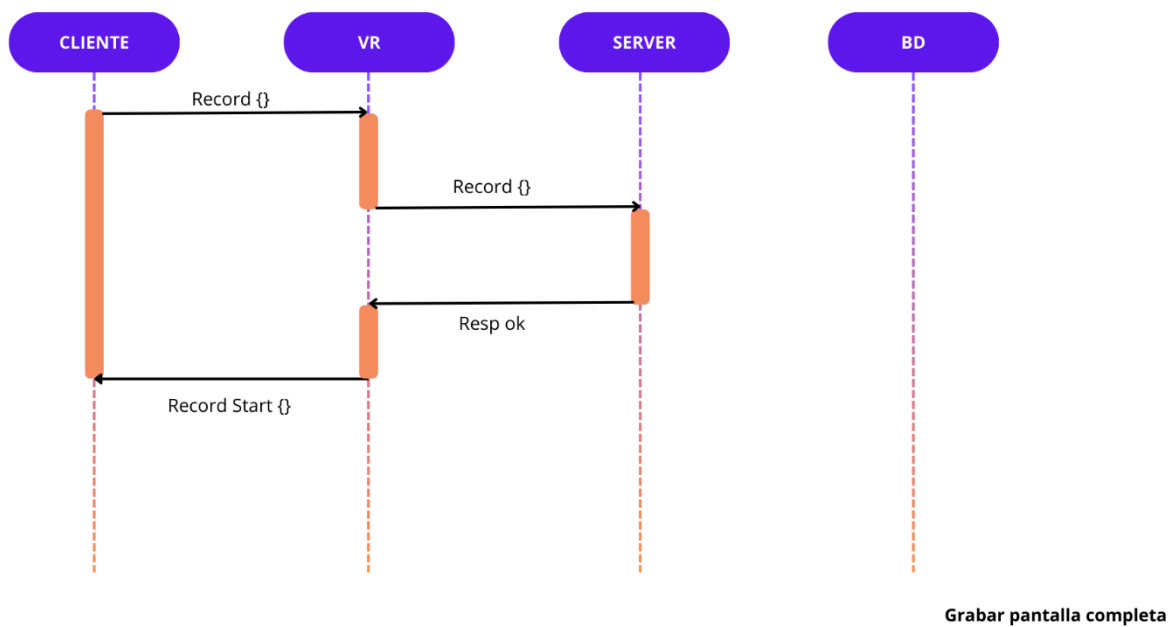 CLIENTE
VR
SERVER
BD
Record {}
Record {}
Resp ok
Record Start {}
Grabar pantalla completa